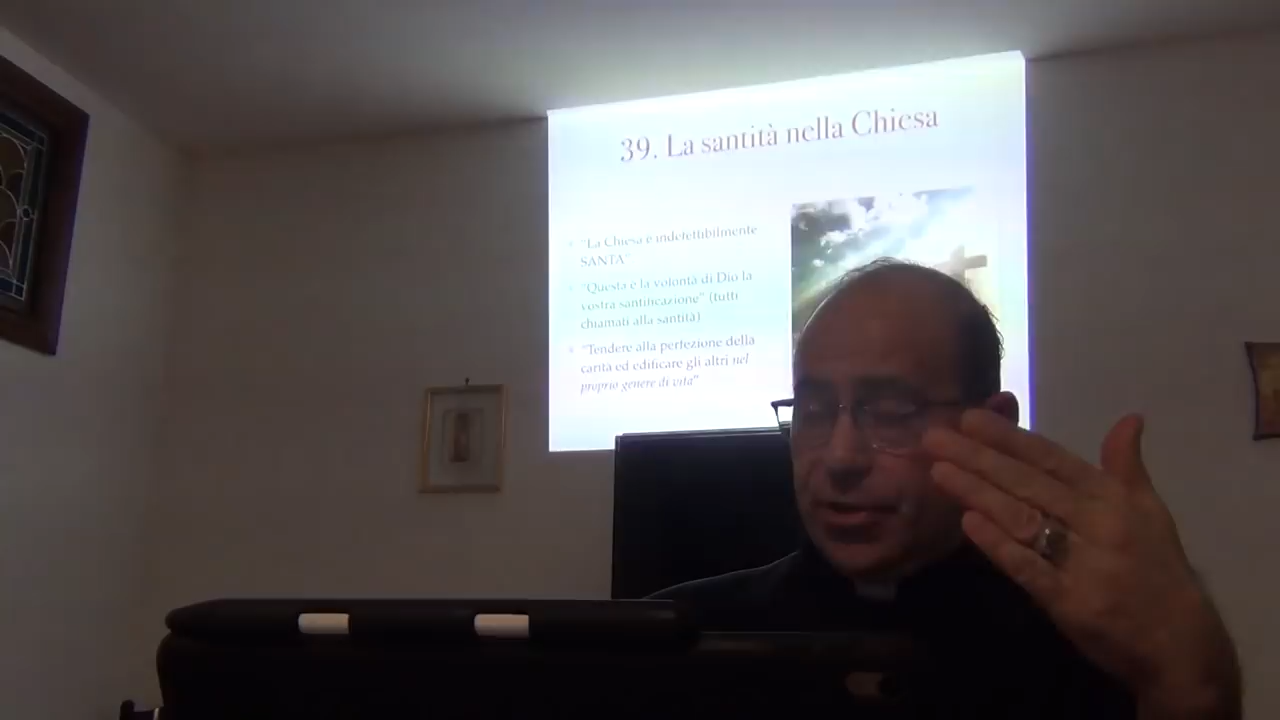 39. La santità nella Chiesa
“La Chiesa è indefettibilmente
SANTA”
“Questa è la volontà di Dio la
vostra santificazione” (tutti
chiamati alla santità)
“Tendere alla perfezione della
carità ed edificare gli altri nel
proprio genere di vita”